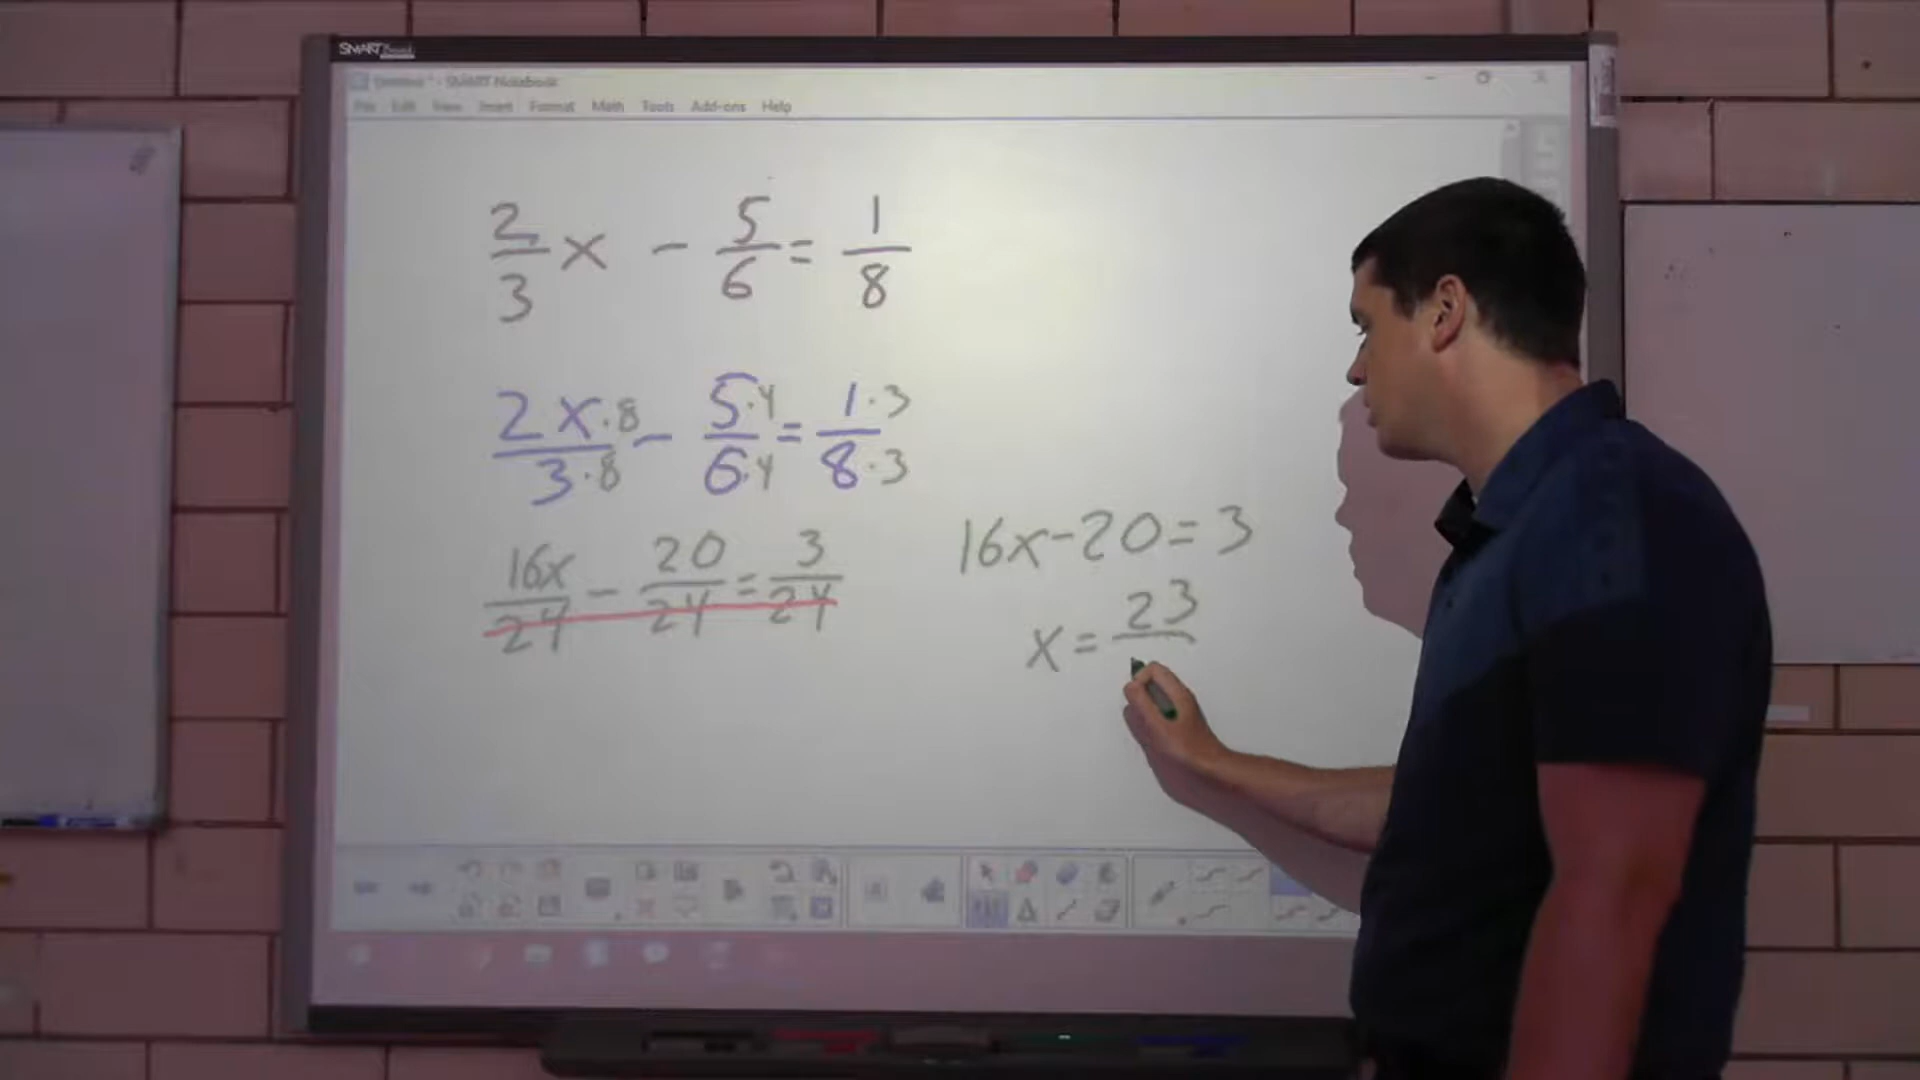 SMART Board
Untitled * - SMART Notebook
File Edit View Insert Format Math Tools Add-ons Help
2/3 x - 5/6 = 1/8
2x·8/3·8 - 5·4/6·4 = 1·3/8·3
16x/24 - 20/24 = 3/24
16x-20=3
x = 23